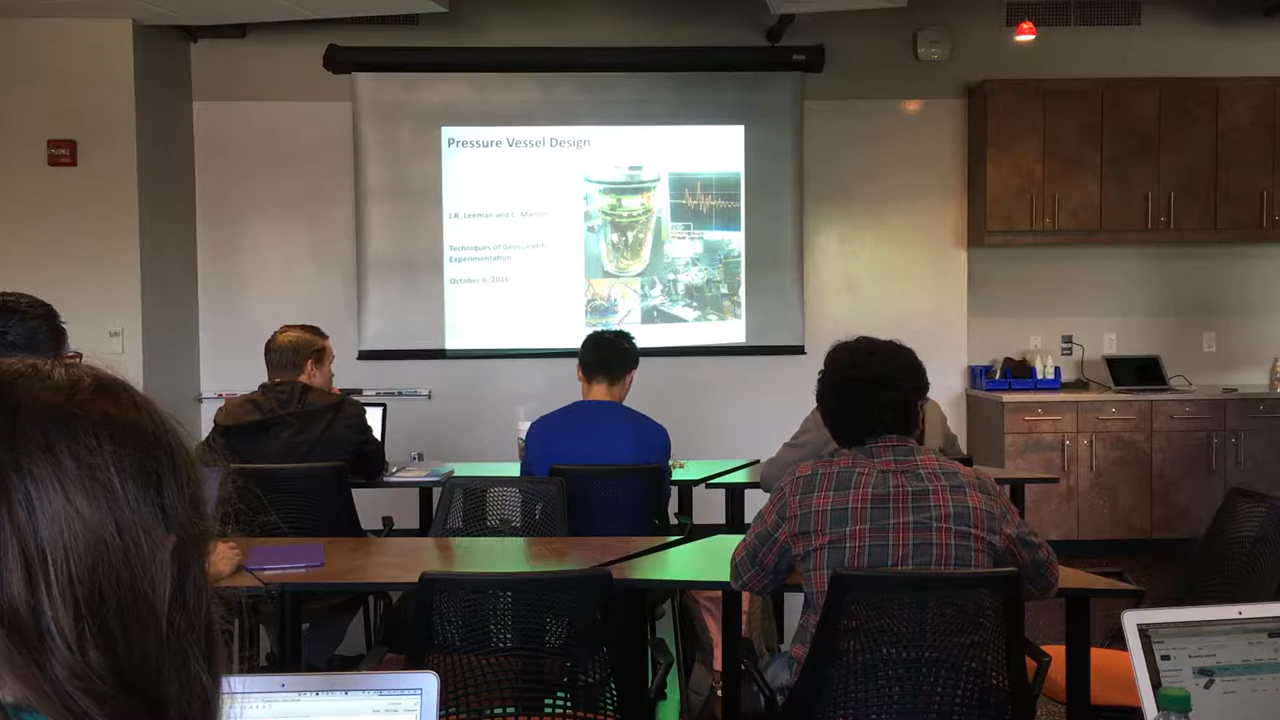 Pressure Vessel Design
J.R. Leeman and C. Marone
Techniques of Geoscientific
Experimentation
October 6, 2016